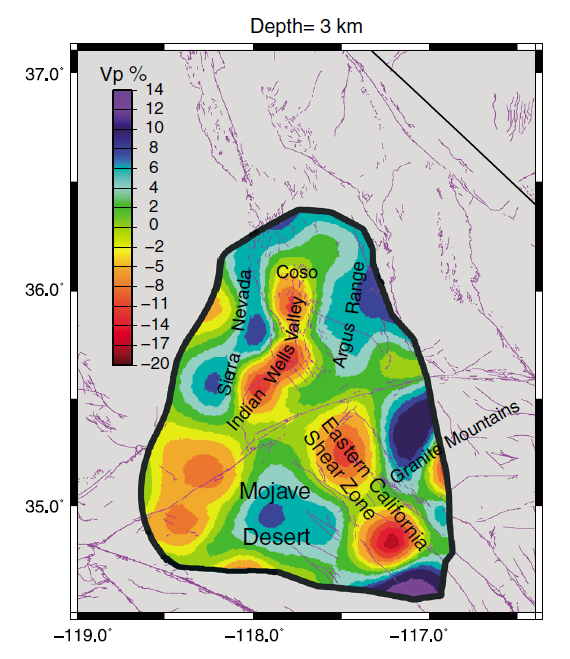 Depth= 3 km
37.0°
36.0°
35.0°
Vp %
14
12
10
8
6
4
2
0
−2
−5
−8
−11
−14
−17
−20
Coso
Sierra Nevada
Indian Wells Valley
Argus Range
Granite Mountains
Eastern California
Shear Zone
Mojave
Desert
−119.0°
−118.0°
−117.0°